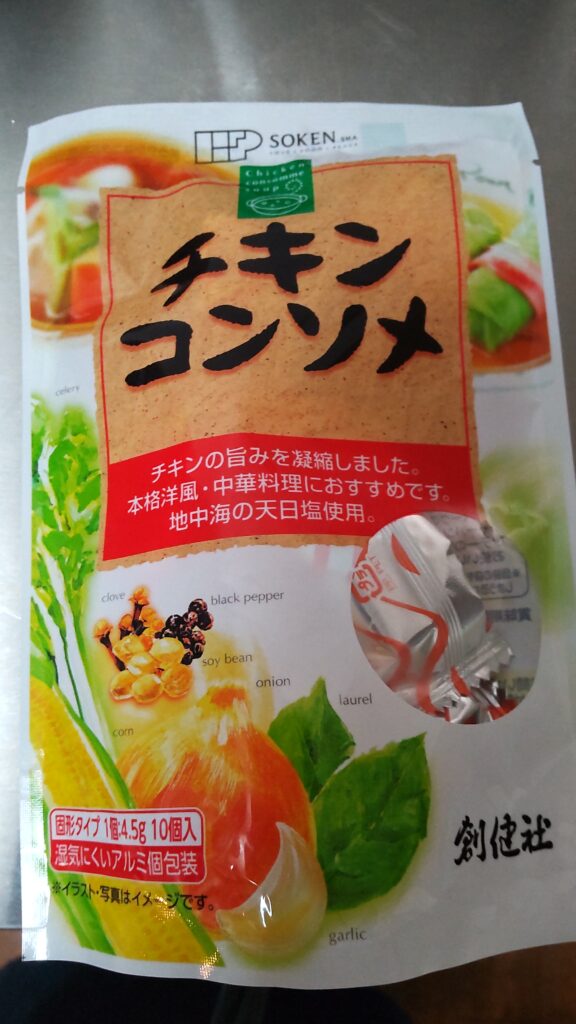 SOKEN SHA
Chicken
consomme
soup
チキン
コンソメ
celery
チキンの旨みを凝縮しました。
本格洋風・中華料理におすすめです。
地中海の天日塩使用。
clove
black pepper
soy bean
onion
laurel
corn
固形タイプ 1個:4.5g 10個入
湿気にくいアルミ個包装
※イラスト・写真はイメージです。
創健社
garlic